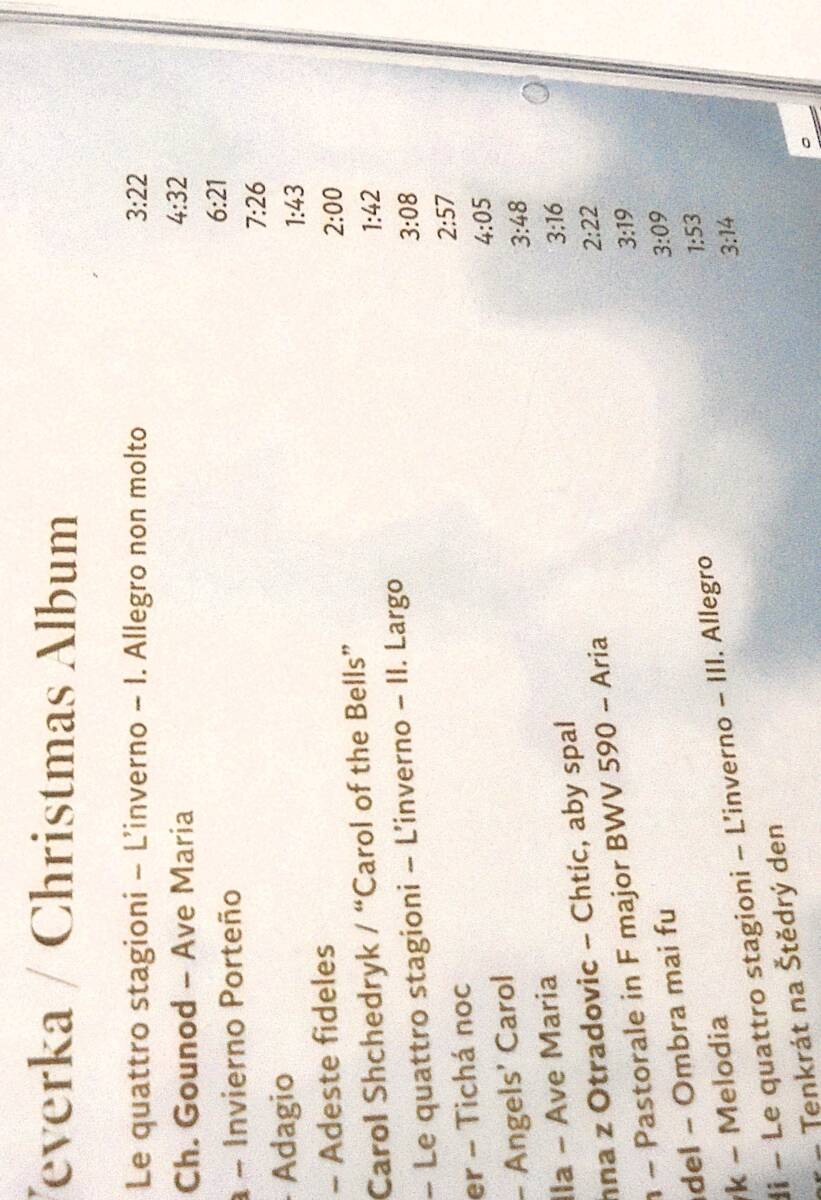 Veverka / Christmas Album
Le quattro stagioni – L'inverno – I. Allegro non molto 3:22
Ch. Gounod – Ave Maria 4:32
a – Invierno Porteño 6:21
– Adagio 7:26
– Adeste fideles 1:43
Carol Shchedryk / “Carol of the Bells” 2:00
– Le quattro stagioni – L'inverno – II. Largo 1:42
er – Tichá noc 3:08
– Angels' Carol 2:57
lla – Ave Maria 4:05
hna z Otradovic – Chtíc, aby spal 3:48
– Pastorale in F major BWV 590 – Aria 3:16
del – Ombra mai fu 2:22
k – Melodia 3:19
i – Le quattro stagioni – L'inverno – III. Allegro 3:09
– Tenkrát na Štědrý den 1:53
3:14